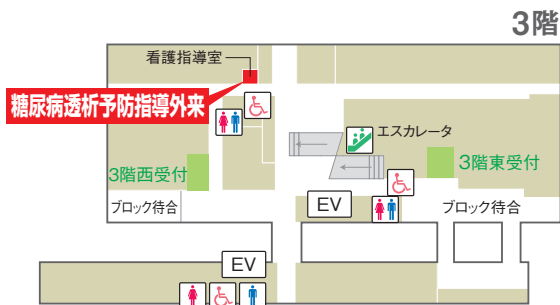 3階
看護指導室
糖尿病透析予防指導外来
エスカレータ
3階西受付
3階東受付
ブロック待合
EV
ブロック待合
EV